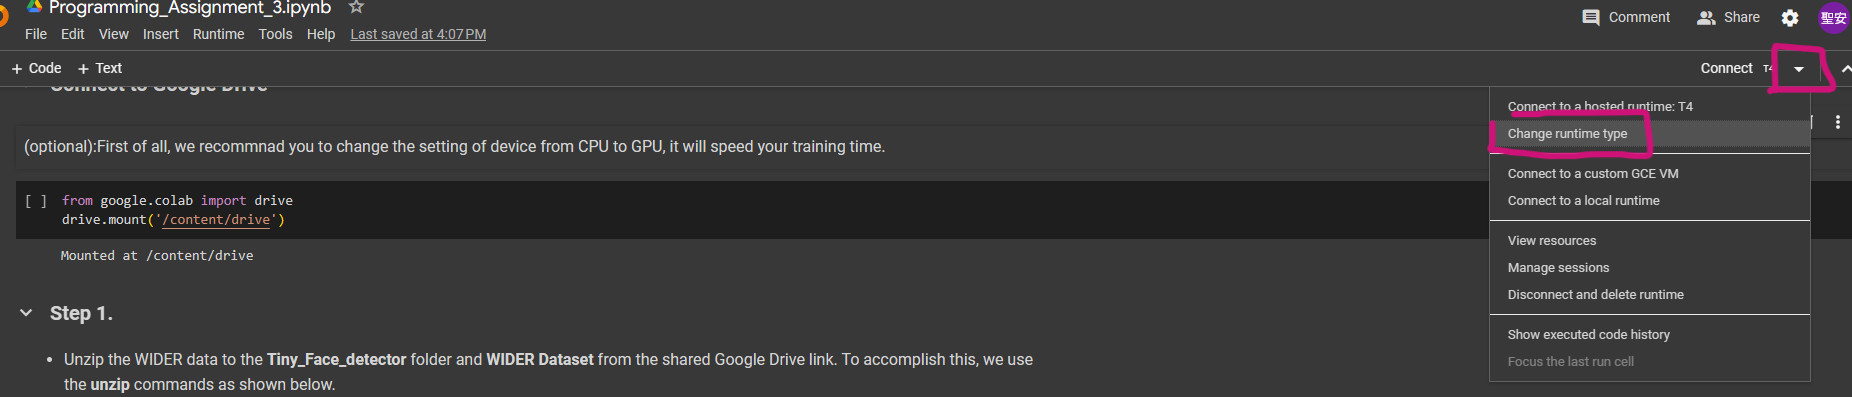 Programming_Assignment_3.ipynb
Comment Share 聖安
File Edit View Insert Runtime Tools Help Last saved at 4:07 PM
+ Code + Text
Connect T4
Connect to Google Drive
Connect to a hosted runtime: T4
Change runtime type
Connect to a custom GCE VM
Connect to a local runtime
View resources
Manage sessions
Disconnect and delete runtime
Show executed code history
Focus the last run cell
(optional):First of all, we recommnad you to change the setting of device from CPU to GPU, it will speed your training time.
[ ] from google.colab import drive
drive.mount('/content/drive')
Mounted at /content/drive
Step 1.
• Unzip the WIDER data to the Tiny_Face_detector folder and WIDER Dataset from the shared Google Drive link. To accomplish this, we use
the unzip commands as shown below.